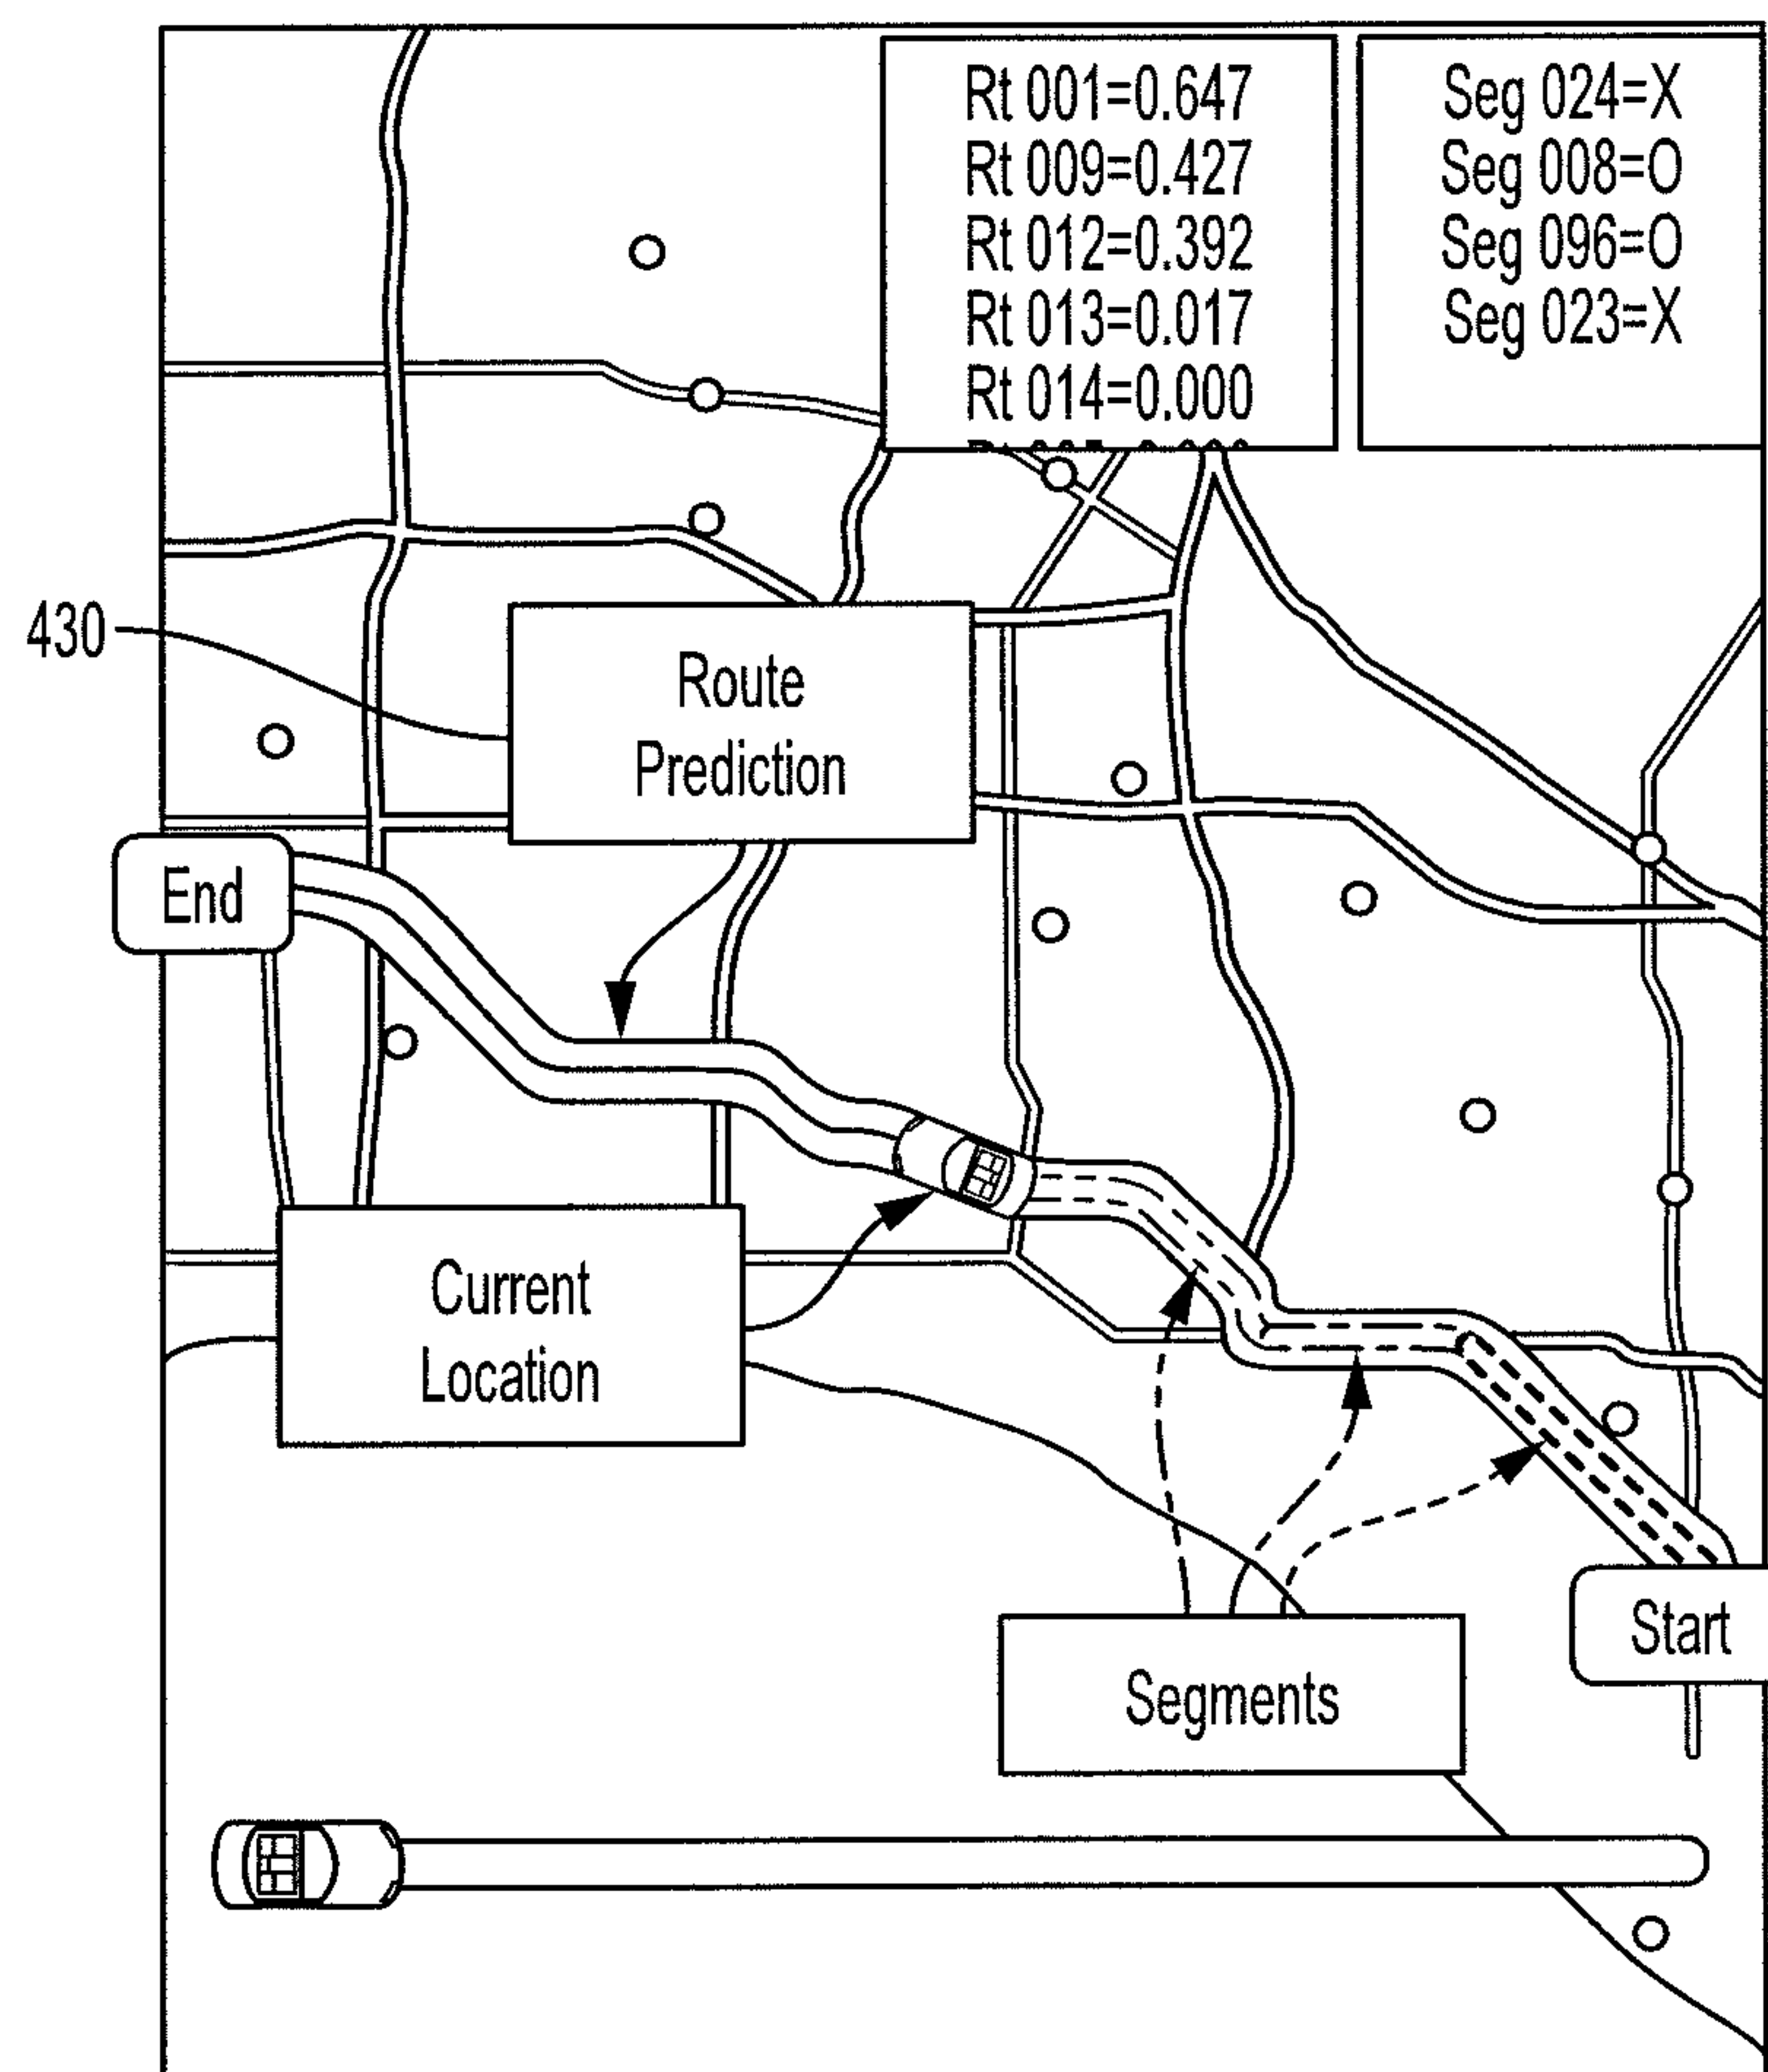 Rt 001=0.647
Rt 009=0.427
Rt 012=0.392
Rt 013=0.017
Rt 014=0.000
Seg 024=X
Seg 008=O
Seg 096=O
Seg 023=X
430
Route
Prediction
End
Current
Location
Segments
Start